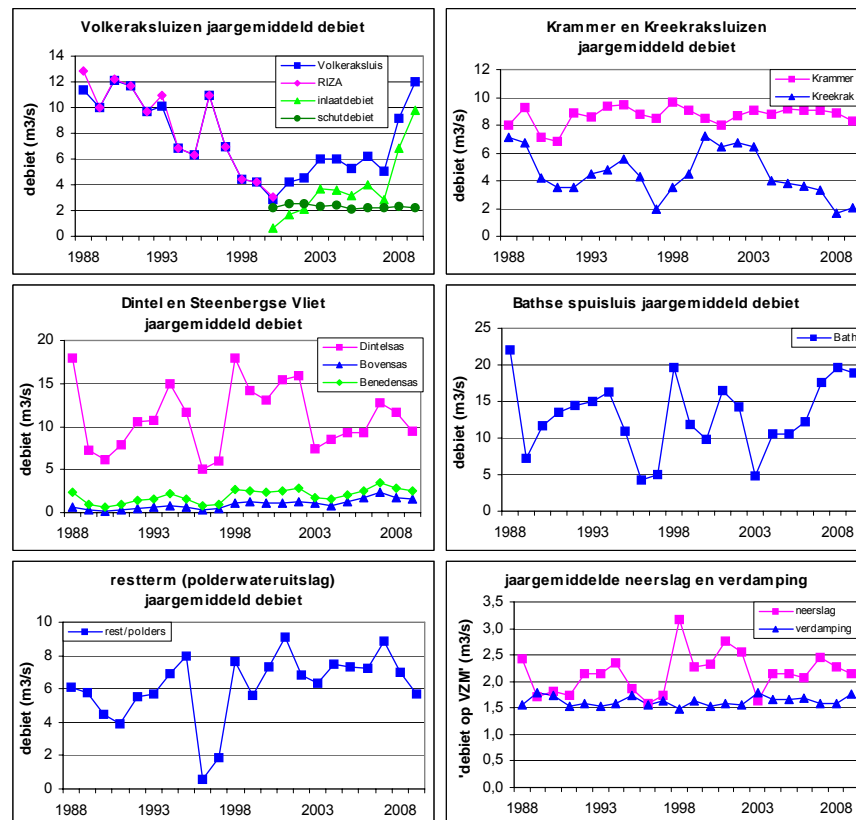 Volkeraksluizen jaargemiddeld debiet
debiet (m3/s)
14
12
10
8
6
4
2
0
1988 1993 1998 2003 2008
Volkeraksluis
RIZA
inlaatdebiet
schutdebiet
Krammer en Kreekraksluizen
jaargemiddeld debiet
debiet (m3/s)
12
10
8
6
4
2
0
1988 1993 1998 2003 2008
Krammer
Kreekrak
Dintel en Steenbergse Vliet
jaargemiddeld debiet
debiet (m3/s)
20
15
10
5
0
1988 1993 1998 2003 2008
Dintelsas
Bovensas
Benedensas
Bathse spuisluis jaargemiddeld debiet
debiet (m3/s)
25
20
15
10
5
0
1988 1993 1998 2003 2008
Bath
restterm (polderwateruitslag)
jaargemiddeld debiet
debiet (m3/s)
10
8
6
4
2
0
1988 1993 1998 2003 2008
rest/polders
jaargemiddelde neerslag en verdamping
'debiet op VZM' (m3/s)
3,5
3,0
2,5
2,0
1,5
1,0
0,5
0,0
1988 1993 1998 2003 2008
neerslag
verdamping